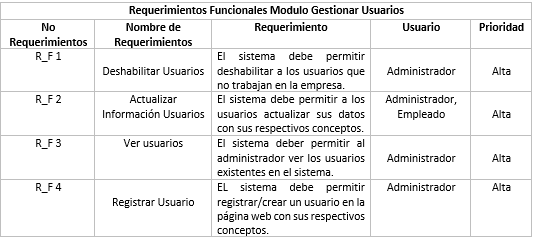 Requerimientos Funcionales Modulo Gestionar Usuarios
No Requerimientos | Nombre de Requerimientos | Requerimiento | Usuario | Prioridad
R_F 1 | Deshabilitar Usuarios | El sistema debe permitir deshabilitar a los usuarios que no trabajan en la empresa. | Administrador | Alta
R_F 2 | Actualizar Información Usuarios | El sistema debe permitir a los usuarios actualizar sus datos con sus respectivos conceptos. | Administrador, Empleado | Alta
R_F 3 | Ver usuarios | El sistema deber permitir al administrador ver los usuarios existentes en el sistema. | Administrador | Alta
R_F 4 | Registrar Usuario | EL sistema debe permitir registrar/crear un usuario en la página web con sus respectivos conceptos. | Administrador | Alta